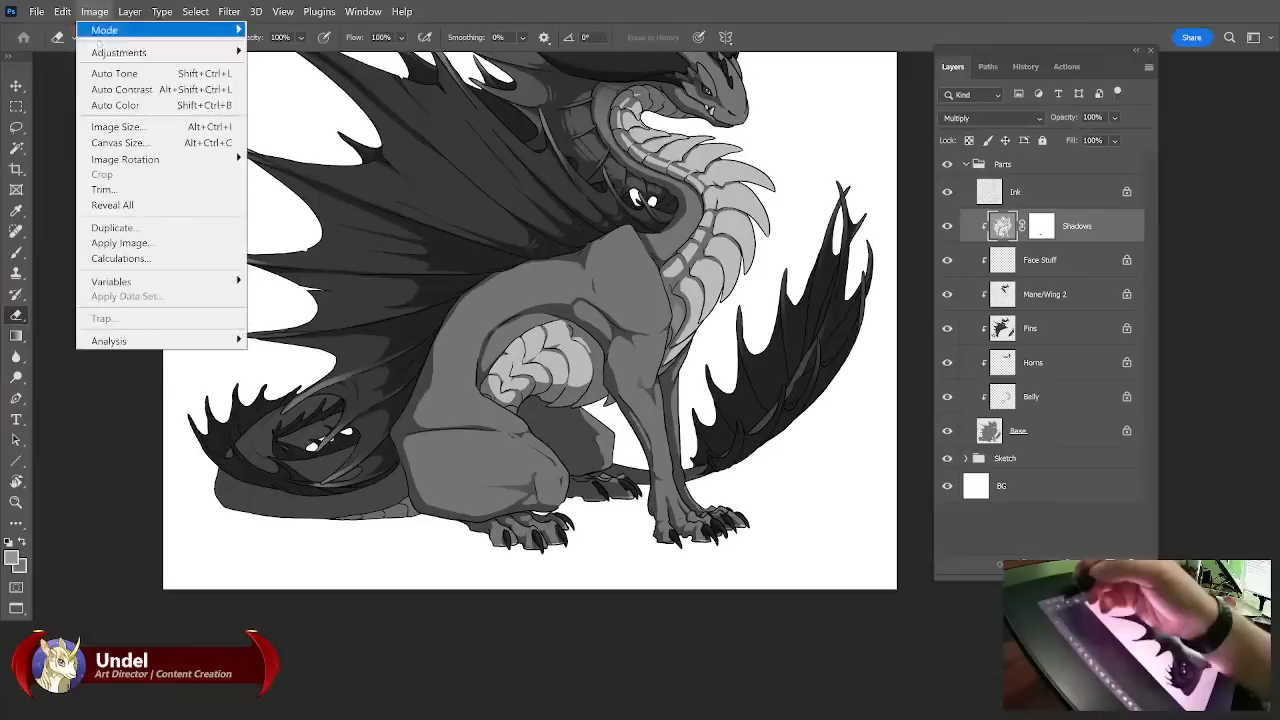 Ps File Edit Image Layer Type Select Filter 3D View Plugins Window Help
100% Flow: 100% Smoothing: 0% 0° Erase to History Share
Mode
Adjustments
Auto Tone Shift+Ctrl+L
Auto Contrast Alt+Shift+Ctrl+L
Auto Color Shift+Ctrl+B
Image Size... Alt+Ctrl+I
Canvas Size... Alt+Ctrl+C
Image Rotation
Crop
Trim...
Reveal All
Duplicate...
Apply Image...
Calculations...
Variables
Apply Data Set...
Trap...
Analysis
Layers Paths History Actions
Kind
Multiply Opacity: 100%
Lock: Fill: 100%
Parts
Ink
Shadows
Face Stuff
Mane/Wing 2
Fins
Horns
Belly
Base
Sketch
BG
Undel
Art Director | Content Creation